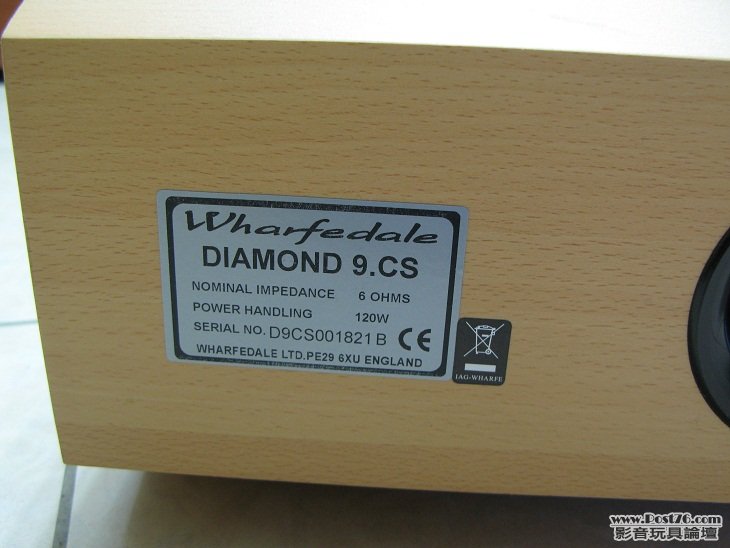 Wharfedale
DIAMOND 9.CS
NOMINAL IMPEDANCE 6 OHMS
POWER HANDLING 120W
SERIAL NO. D9CS001821B CE
WHARFEDALE LTD.PE29 6XU ENGLAND
IAG-WHARFE
www.Post76.com
影音玩具論壇